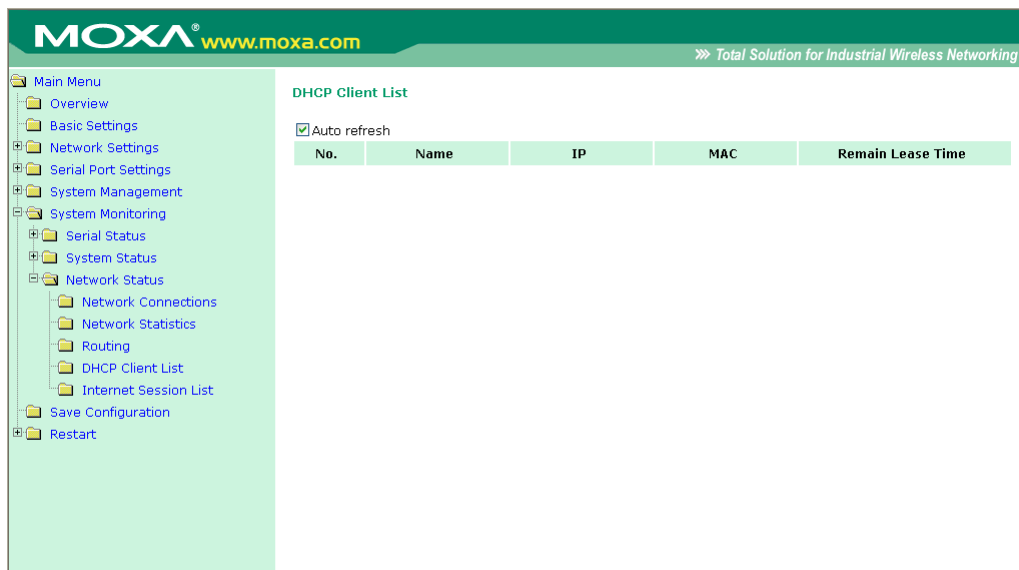 MOXA® www.moxa.com
Total Solution for Industrial Wireless Networking
Main Menu
Overview
Basic Settings
Network Settings
Serial Port Settings
System Management
System Monitoring
Serial Status
System Status
Network Status
Network Connections
Network Statistics
Routing
DHCP Client List
Internet Session List
Save Configuration
Restart
DHCP Client List
Auto refresh
No. Name IP MAC Remain Lease Time